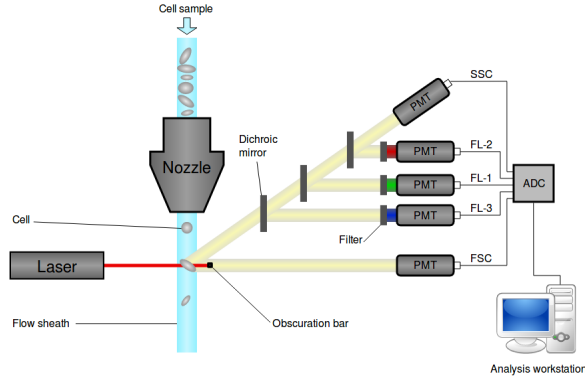 Cell sample
SSC
PMT
Dichroic
mirror
FL-2
PMT
Nozzle
FL-1
PMT
ADC
FL-3
PMT
Cell
Filter
FSC
PMT
Laser
Flow sheath
Obscuration bar
Analysis workstation